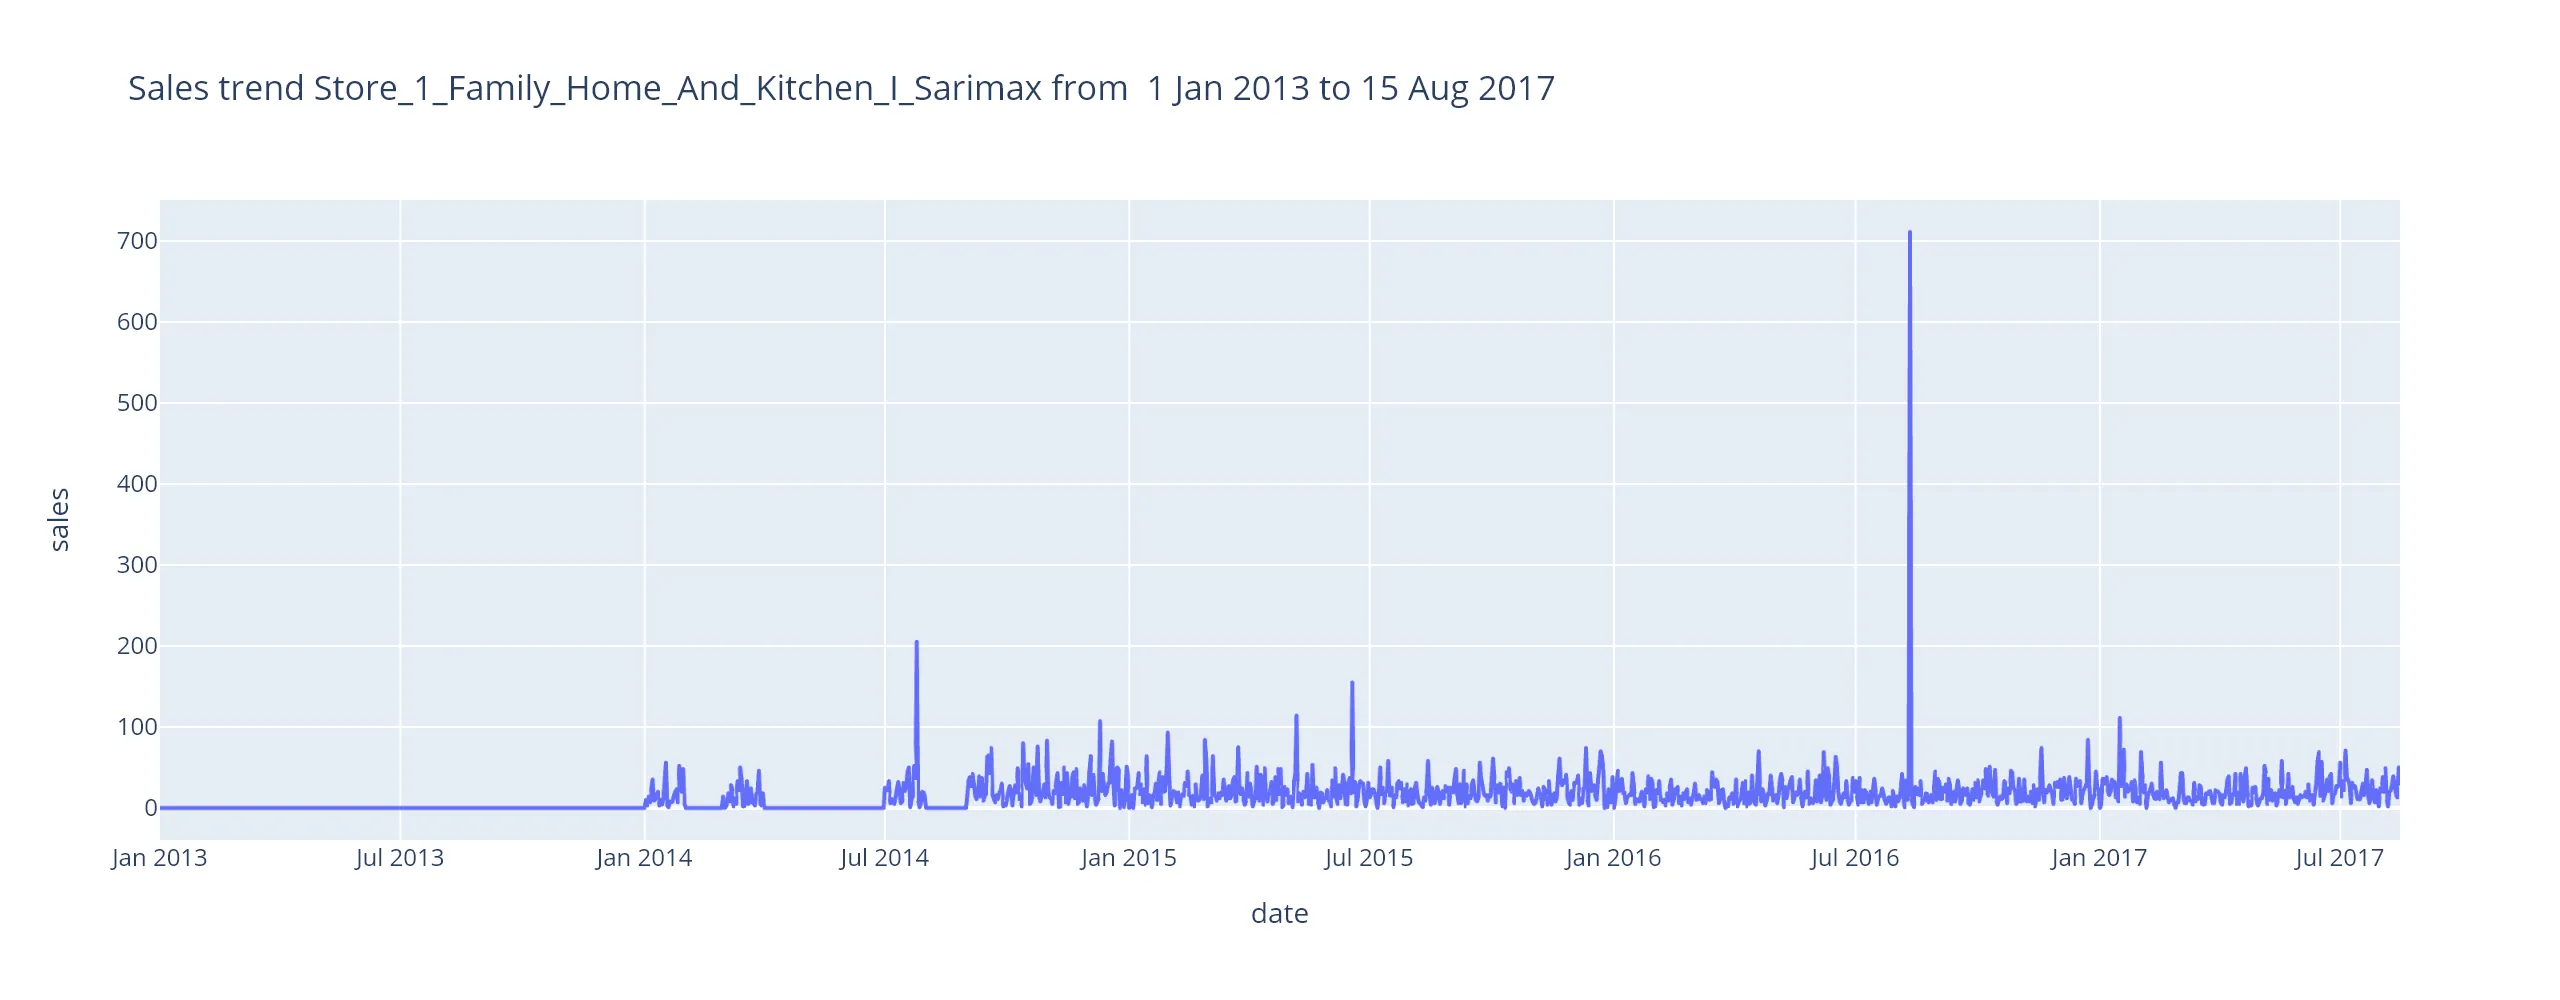 Sales trend Store_1_Family_Home_And_Kitchen_I_Sarimax from  1 Jan 2013 to 15 Aug 2017
700
600
500
400
300
200
100
0
sales
Jan 2013 Jul 2013 Jan 2014 Jul 2014 Jan 2015 Jul 2015 Jan 2016 Jul 2016 Jan 2017 Jul 2017
date